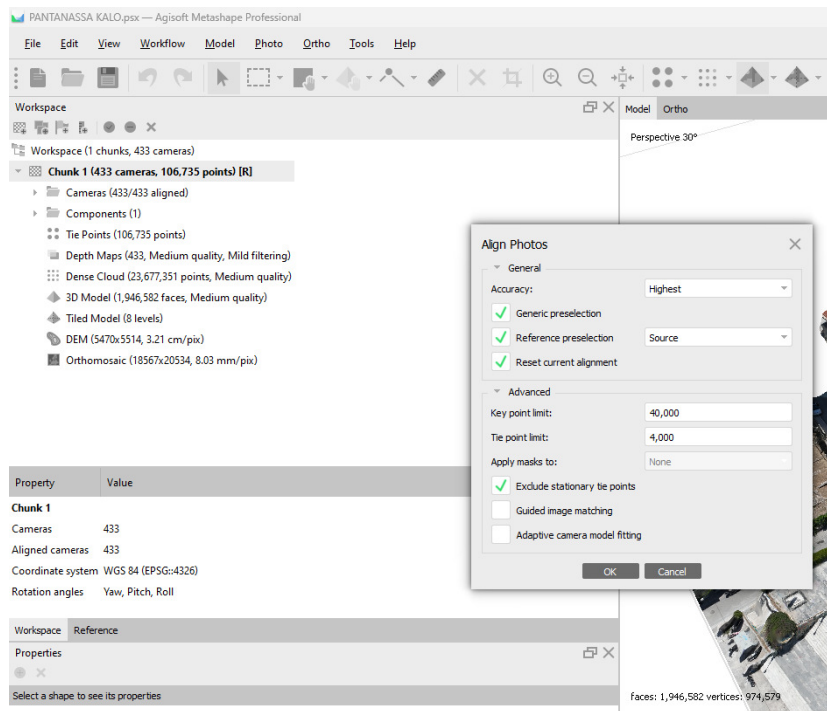 PANTANASSA KALO.psx — Agisoft Metashape Professional
File Edit View Workflow Model Photo Ortho Tools Help
Workspace
Model Ortho
Perspective 30°
Workspace (1 chunks, 433 cameras)
Chunk 1 (433 cameras, 106,735 points) [R]
Cameras (433/433 aligned)
Components (1)
Tie Points (106,735 points)
Depth Maps (433, Medium quality, Mild filtering)
Dense Cloud (23,677,351 points, Medium quality)
3D Model (1,946,582 faces, Medium quality)
Tiled Model (8 levels)
DEM (5470x5514, 3.21 cm/pix)
Orthomosaic (18567x20534, 8.03 mm/pix)
Align Photos
General
Accuracy: Highest
Generic preselection
Reference preselection Source
Reset current alignment
Advanced
Key point limit: 40,000
Tie point limit: 4,000
Apply masks to: None
Exclude stationary tie points
Guided image matching
Adaptive camera model fitting
OK Cancel
Property Value
Chunk 1
Cameras 433
Aligned cameras 433
Coordinate system WGS 84 (EPSG::4326)
Rotation angles Yaw, Pitch, Roll
Workspace Reference
Properties
Select a shape to see its properties
faces: 1,946,582 vertices: 974,579